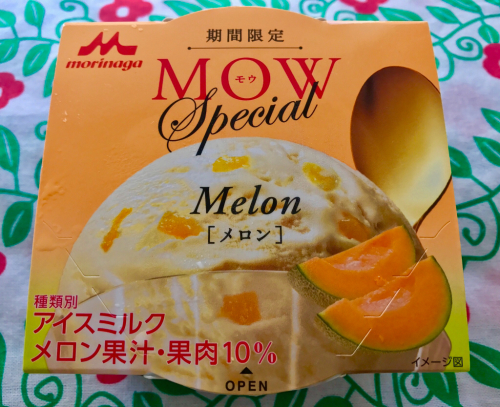 期間限定
morinaga
MOW
モウ
Special
Melon
[メロン]
種類別
アイスミルク
メロン果汁・果肉10%
イメージ図
OPEN